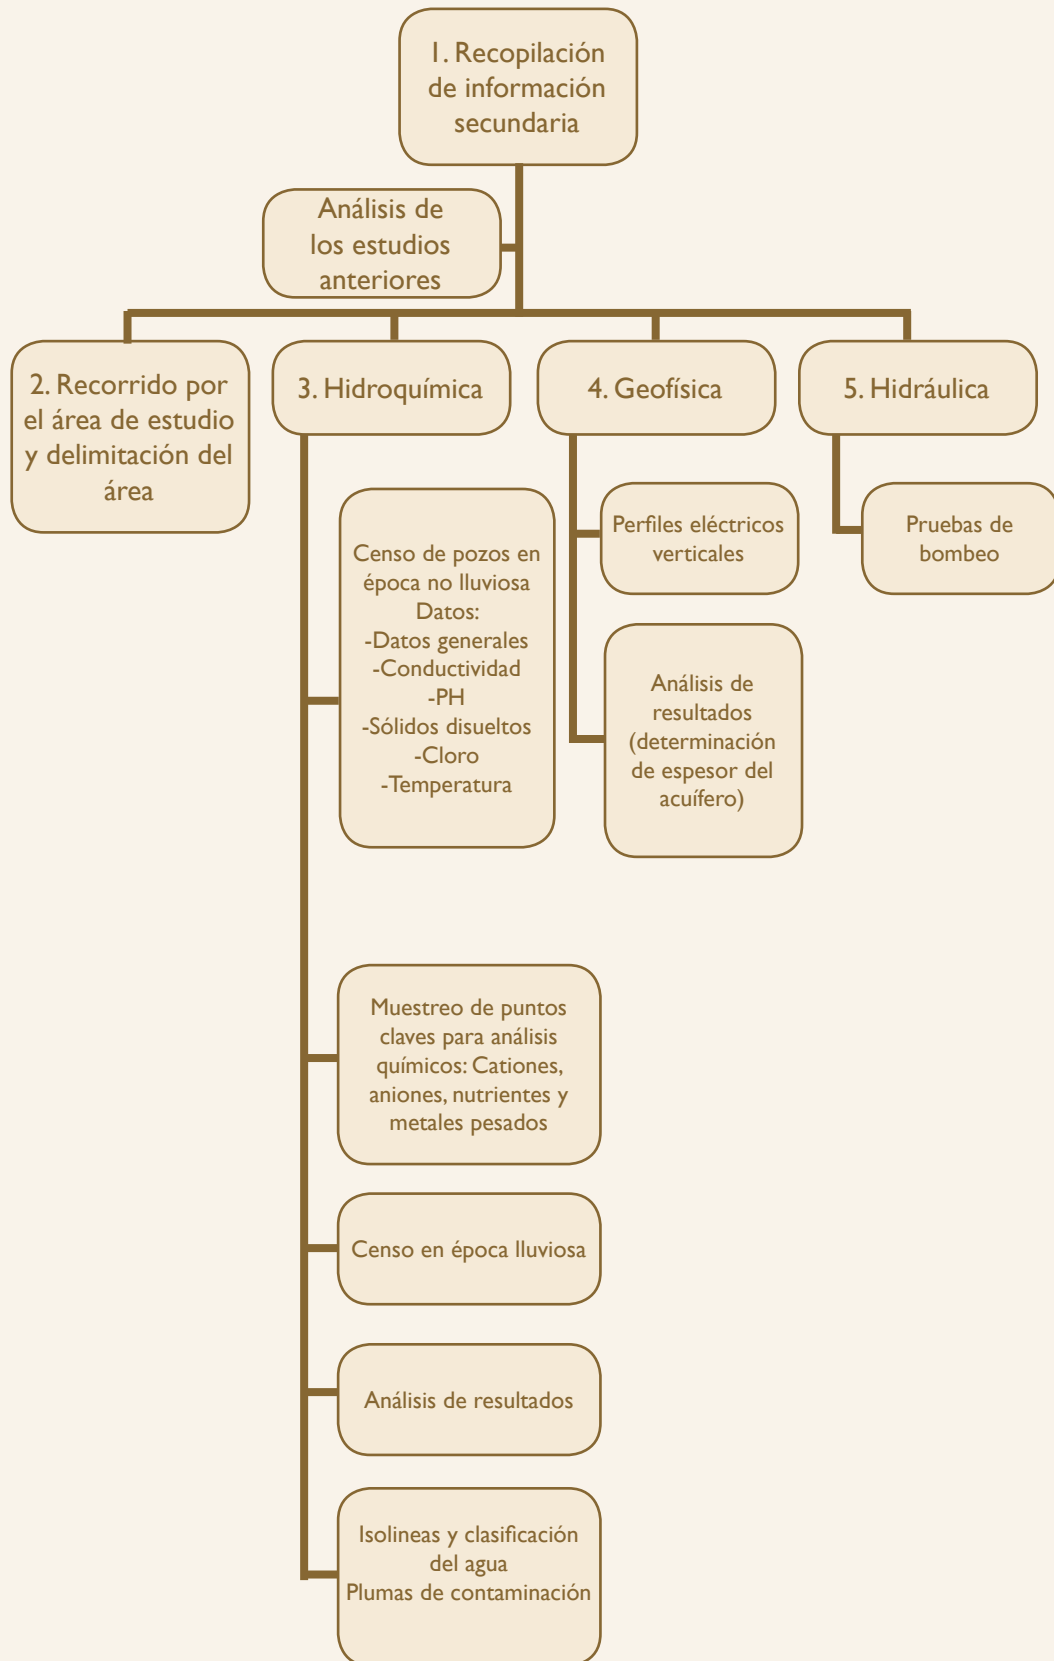 1. Recopilación
de información
secundaria
Análisis de
los estudios
anteriores
2. Recorrido por
el área de estudio
y delimitación del
área
3. Hidroquímica
4. Geofísica
5. Hidráulica
Censo de pozos en
época no lluviosa
Datos:
-Datos generales
-Conductividad
-PH
-Sólidos disueltos
-Cloro
-Temperatura
Perfiles eléctricos
verticales
Pruebas de
bombeo
Análisis de
resultados
(determinación
de espesor del
acuífero)
Muestreo de puntos
claves para análisis
químicos: Cationes,
aniones, nutrientes y
metales pesados
Censo en época lluviosa
Análisis de resultados
Isolineas y clasificación
del agua
Plumas de contaminación